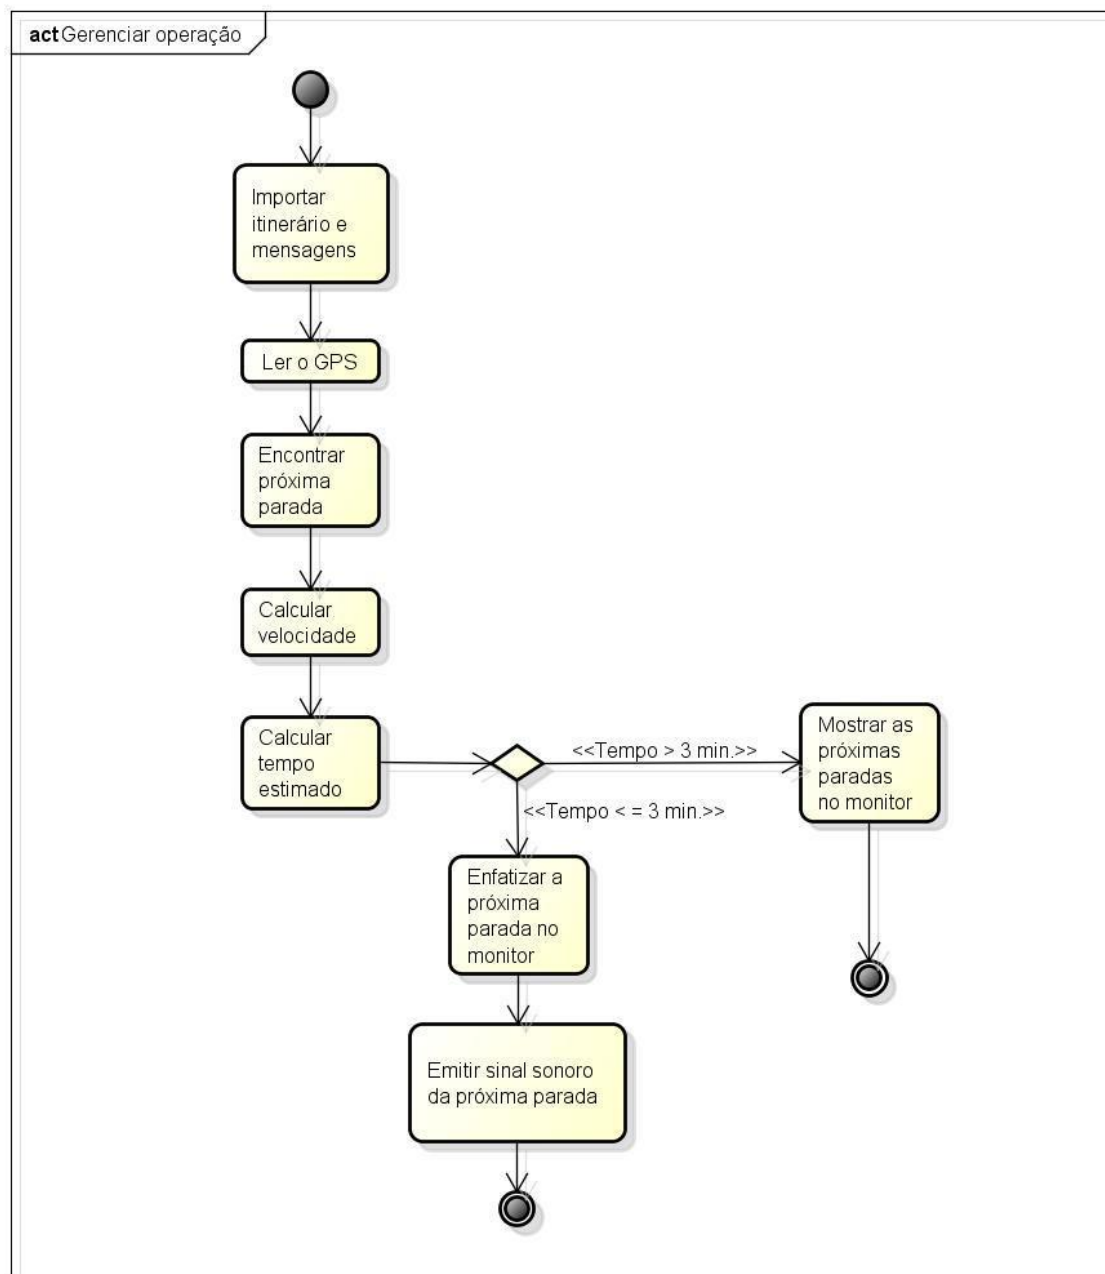 act Gerenciar operação
Importar
itinerário e
mensagens
Ler o GPS
Encontrar
próxima
parada
Calcular
velocidade
Calcular
tempo
estimado
<<Tempo > 3 min.>>
Mostrar as
próximas
paradas
no monitor
<<Tempo < = 3 min.>>
Enfatizar a
próxima
parada no
monitor
Emitir sinal sonoro
da próxima parada